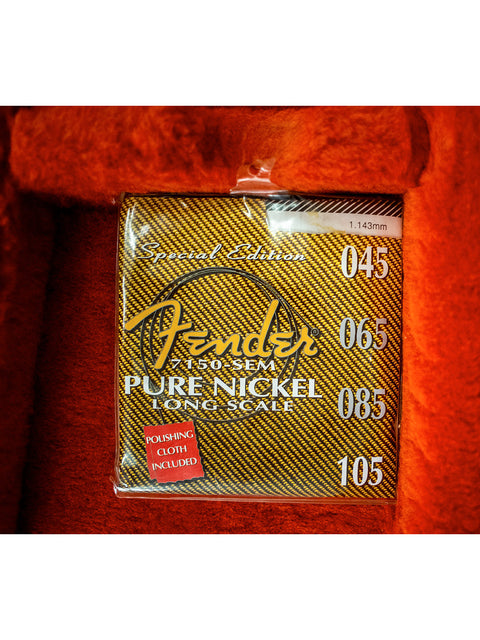 1.143mm
Special Edition
045
Fender®
065
7150-SEM
PURE NICKEL
LONG SCALE
085
POLISHING
CLOTH
INCLUDED
105